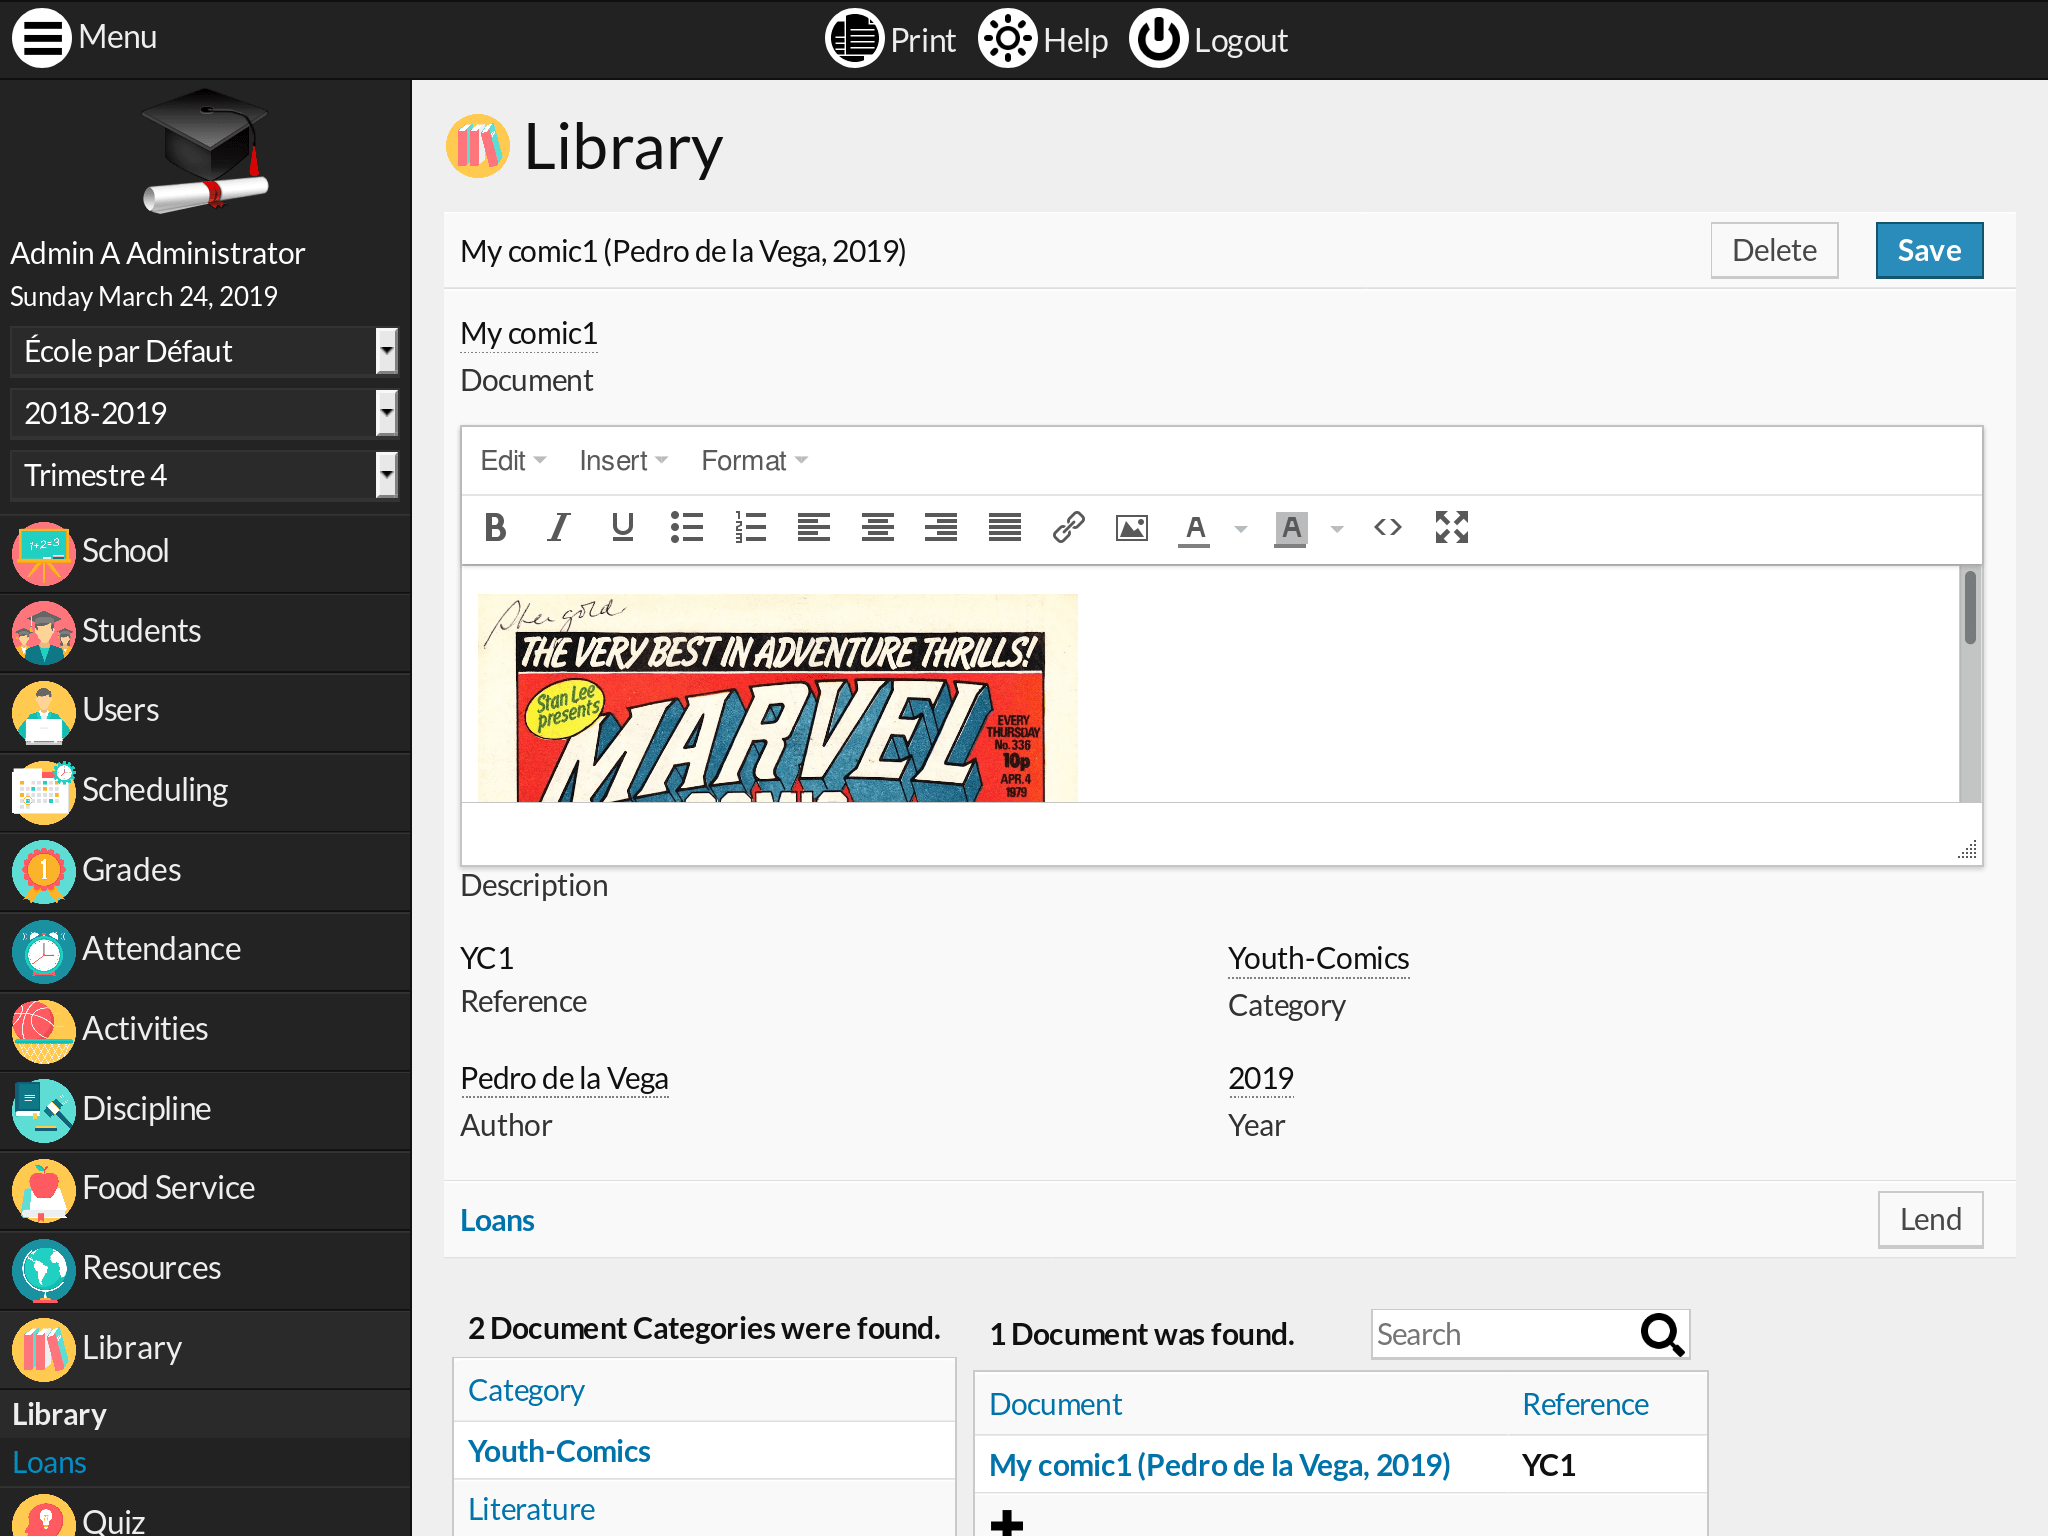 Menu
Print
Help
Logout
Admin A Administrator
Sunday March 24, 2019
École par Défaut
2018-2019
Trimestre 4
School
Students
Users
Scheduling
Grades
Attendance
Activities
Discipline
Food Service
Resources
Library
Library
Loans
Quiz
Library
My comic1 (Pedro de la Vega, 2019)
Delete
Save
My comic1
Document
Edit
Insert
Format
THE VERY BEST IN ADVENTURE THRILLS!
Stan Lee
presents
MARVEL
COMIC
EVERY
THURSDAY
No.336
10p
APR.4
1979
Description
YC1
Reference
Youth-Comics
Category
Pedro de la Vega
Author
2019
Year
Loans
Lend
2 Document Categories were found.
Category
Youth-Comics
Literature
1 Document was found.
Search
Document Reference
My comic1 (Pedro de la Vega, 2019) YC1